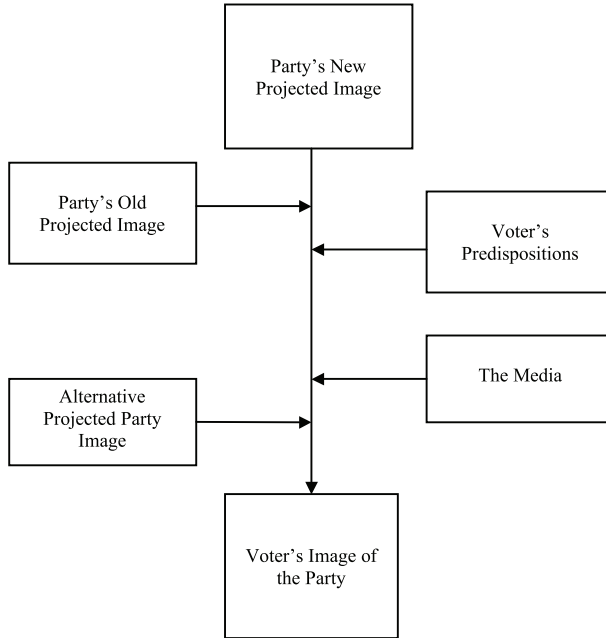 Party’s New
Projected Image
Party’s Old
Projected Image
Voter’s
Predispositions
The Media
Alternative
Projected Party
Image
Voter’s Image of
the Party